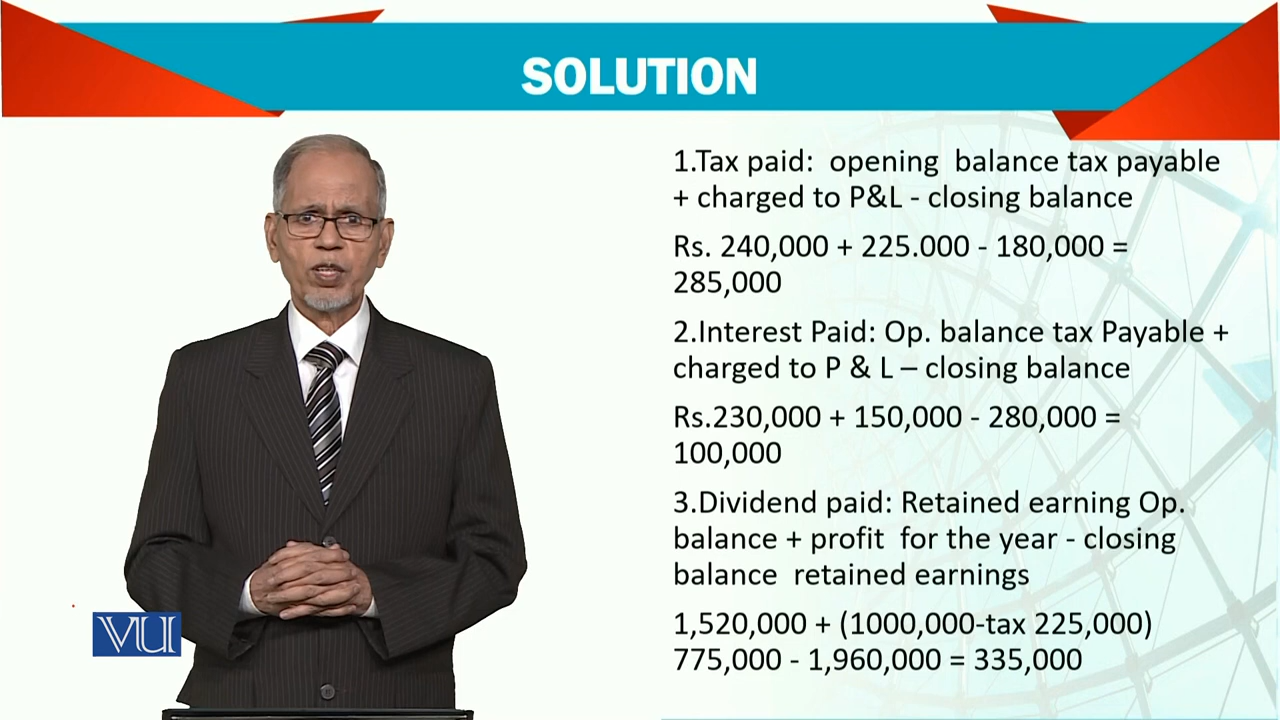 SOLUTION
1.Tax paid: opening balance tax payable
+ charged to P&L - closing balance
Rs. 240,000 + 225.000 - 180,000 =
285,000
2.Interest Paid: Op. balance tax Payable +
charged to P & L – closing balance
Rs.230,000 + 150,000 - 280,000 =
100,000
3.Dividend paid: Retained earning Op.
balance + profit for the year - closing
balance retained earnings
1,520,000 + (1000,000-tax 225,000)
775,000 - 1,960,000 = 335,000
VU